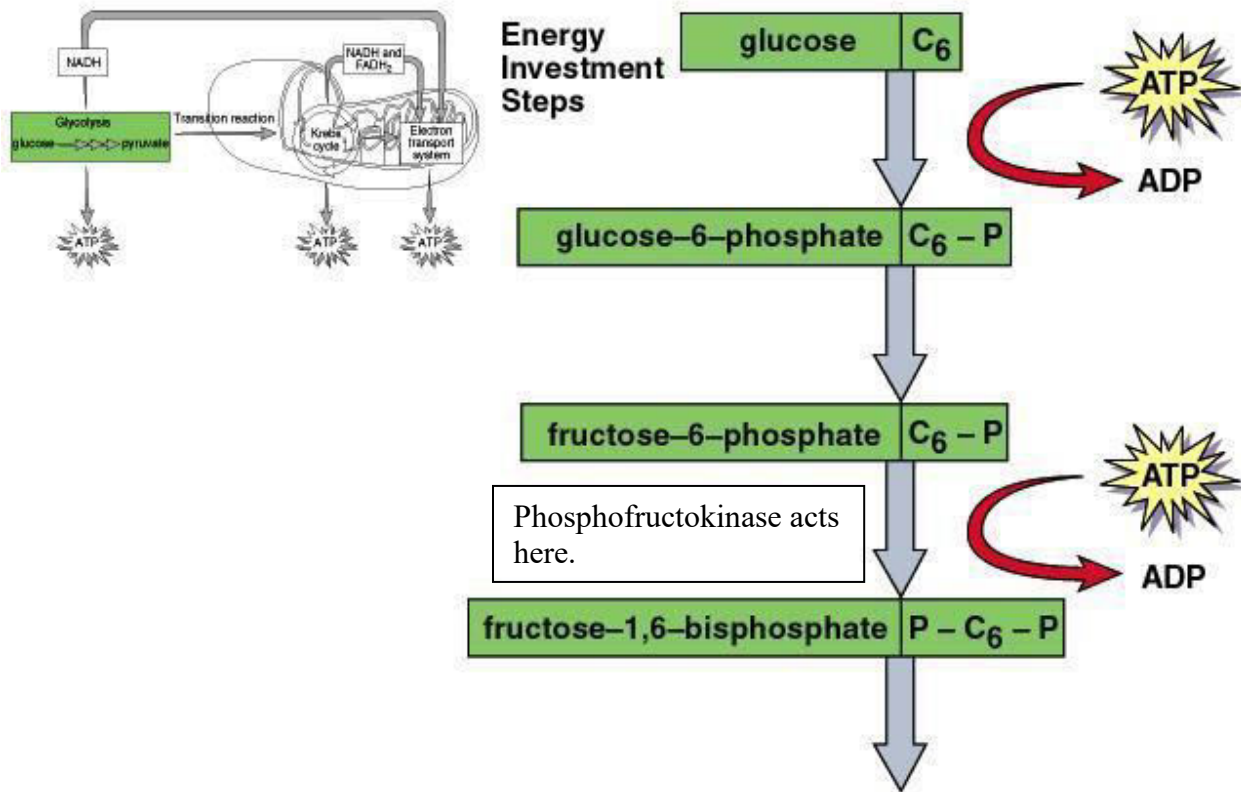 NADH
NADH and
FADH₂
Glycolysis
glucose pyruvate
Transition reaction
Krebs
cycle
Electron
transport
system
ATP
ATP
ATP
Energy
Investment
Steps
glucose C₆
ATP
ADP
glucose–6–phosphate C₆ – P
fructose–6–phosphate C₆ – P
ATP
Phosphofructokinase acts
here.
ADP
fructose–1,6–bisphosphate P – C₆ – P